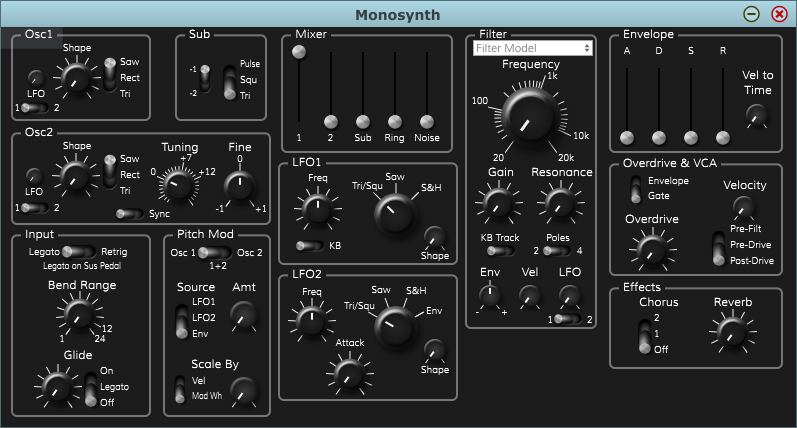 Monosynth
Osc1
Shape
Saw
Rect
Tri
LFO
1 2
Sub
-1
-2
Pulse
Squ
Tri
Mixer
1 2 Sub Ring Noise
Filter
Filter Model
Frequency
1k
100
10k
20 20k
Gain Resonance
KB Track 2 Poles 4
Env Vel LFO
- +
1 2
Envelope
A D S R
Vel to
Time
Osc2
Shape
Saw
Rect
Tri
LFO
1 2
Tuning
+7
0 +12
Sync
Fine
0
-1 +1
LFO1
Freq
Saw
Tri/Squ S&H
KB
Shape
Overdrive & VCA
Envelope
Gate
Velocity
Overdrive
Pre-Filt
Pre-Drive
Post-Drive
Input
Legato Retrig
Legato on Sus Pedal
Bend Range
12
1 24
Glide
On
Legato
Off
Pitch Mod
Osc 1 Osc 2
1+2
Source Amt
LFO1
LFO2
Env
Scale By
Vel
Mod Wh
LFO2
Freq
Saw
Tri/Squ S&H
Env
Attack
Shape
Effects
Chorus Reverb
2
1
Off